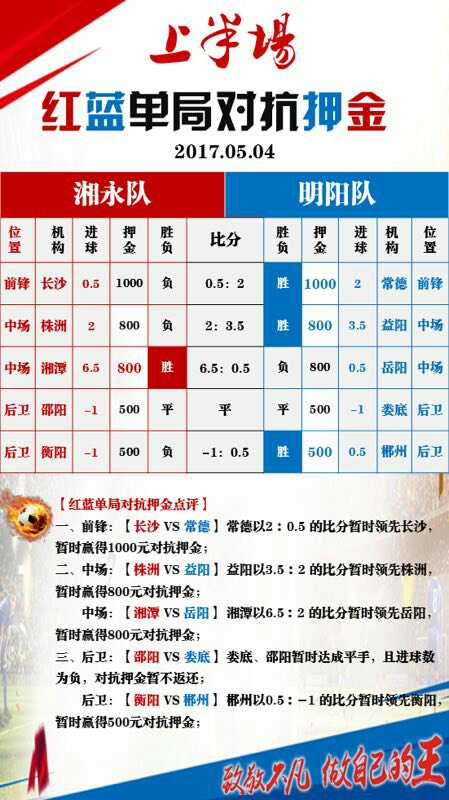 上半場
红蓝单局对抗押金
2017.05.04
湘永队 明阳队
位置 机构 进球 押金 胜负 比分 胜负 押金 进球 机构 位置
前锋 长沙 0.5 1000 负 0.5：2 胜 1000 2 常德 前锋
中场 株洲 2 800 负 2：3.5 胜 800 3.5 益阳 中场
中场 湘潭 6.5 800 胜 6.5：0.5 负 800 0.5 岳阳 中场
后卫 邵阳 -1 500 平 平 平 500 -1 娄底 后卫
后卫 衡阳 -1 500 负 -1：0.5 胜 500 0.5 郴州 后卫
【红蓝单局对抗押金点评】
一、前锋：【长沙 VS 常德】常德以2：0.5 的比分暂时领先长沙，
暂时赢得1000元对抗押金；
二、中场：【株洲 VS 益阳】益阳以3.5：2 的比分暂时领先株洲，
暂时赢得800元对抗押金；
中场：【湘潭 VS 岳阳】湘潭以6.5：2 的比分暂时领先岳阳，
暂时赢得800元对抗押金；
三、后卫：【邵阳 VS 娄底】娄底、邵阳暂时达成平手，且进球数
为负，对抗押金暂不返还；
后卫：【衡阳 VS 郴州】郴州以0.5：-1 的比分暂时领先衡阳，
暂时赢得500元对抗押金；
致敬不凡 做自己的王